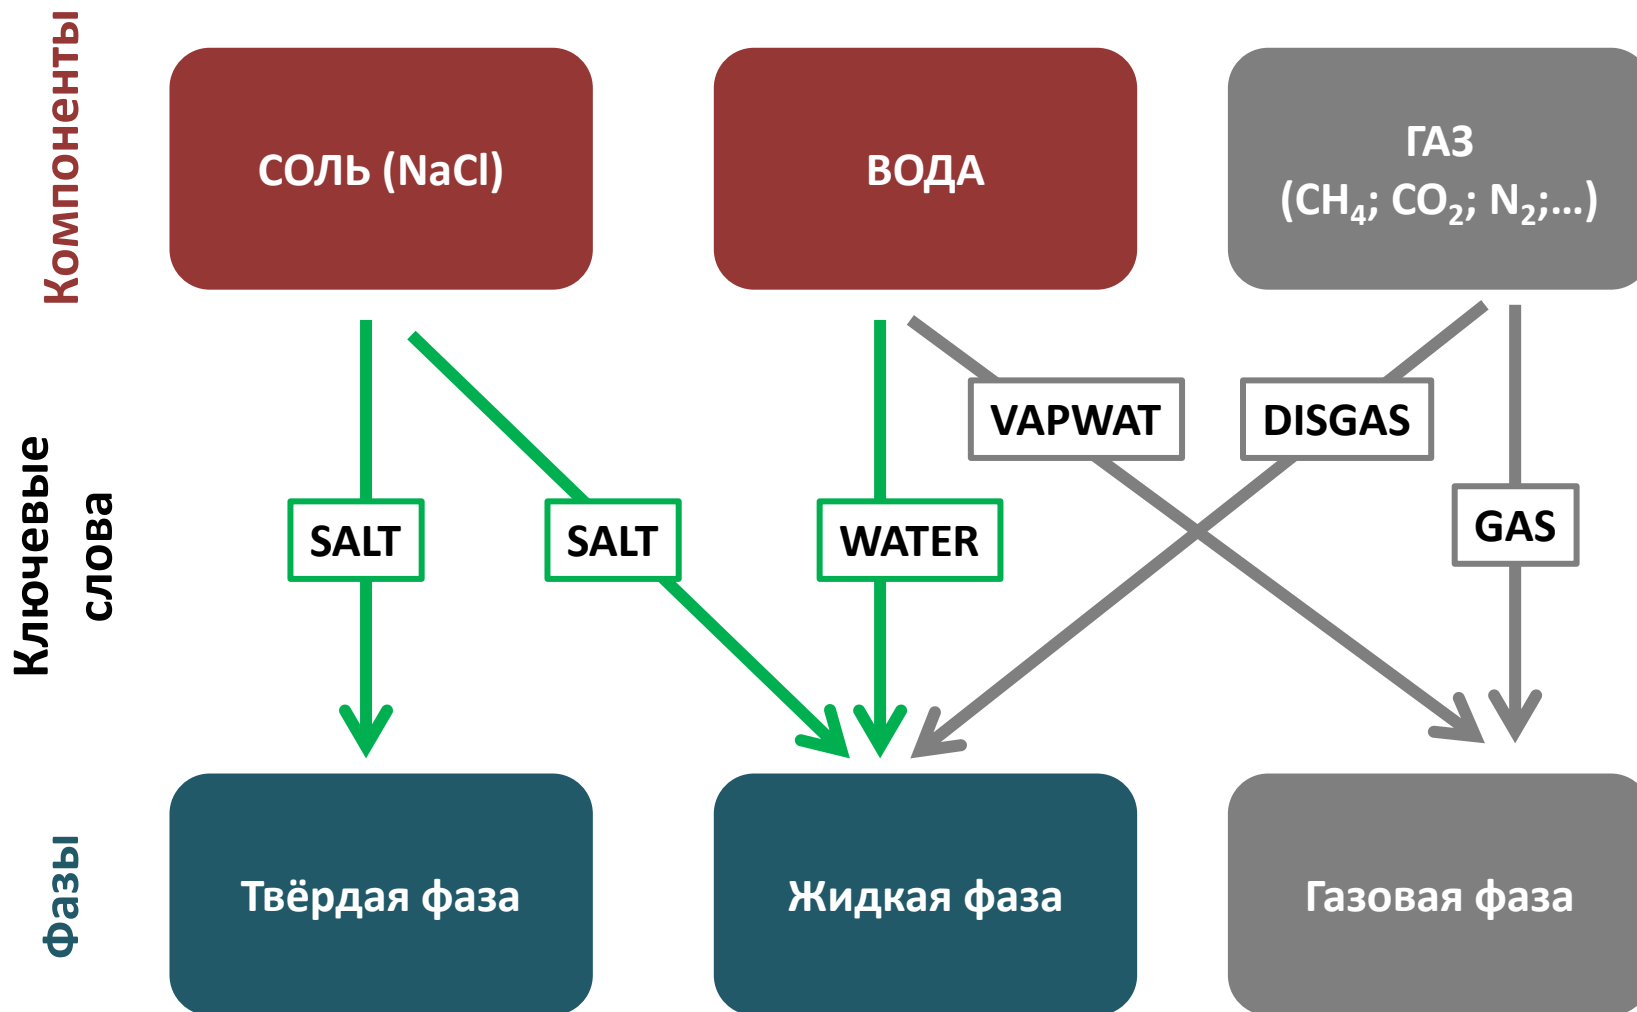 Компоненты
СОЛЬ (NaCl)
ВОДА
ГАЗ
(CH₄; CO₂; N₂;...)
Ключевые
слова
VAPWAT
DISGAS
SALT
SALT
WATER
GAS
Фазы
Твёрдая фаза
Жидкая фаза
Газовая фаза